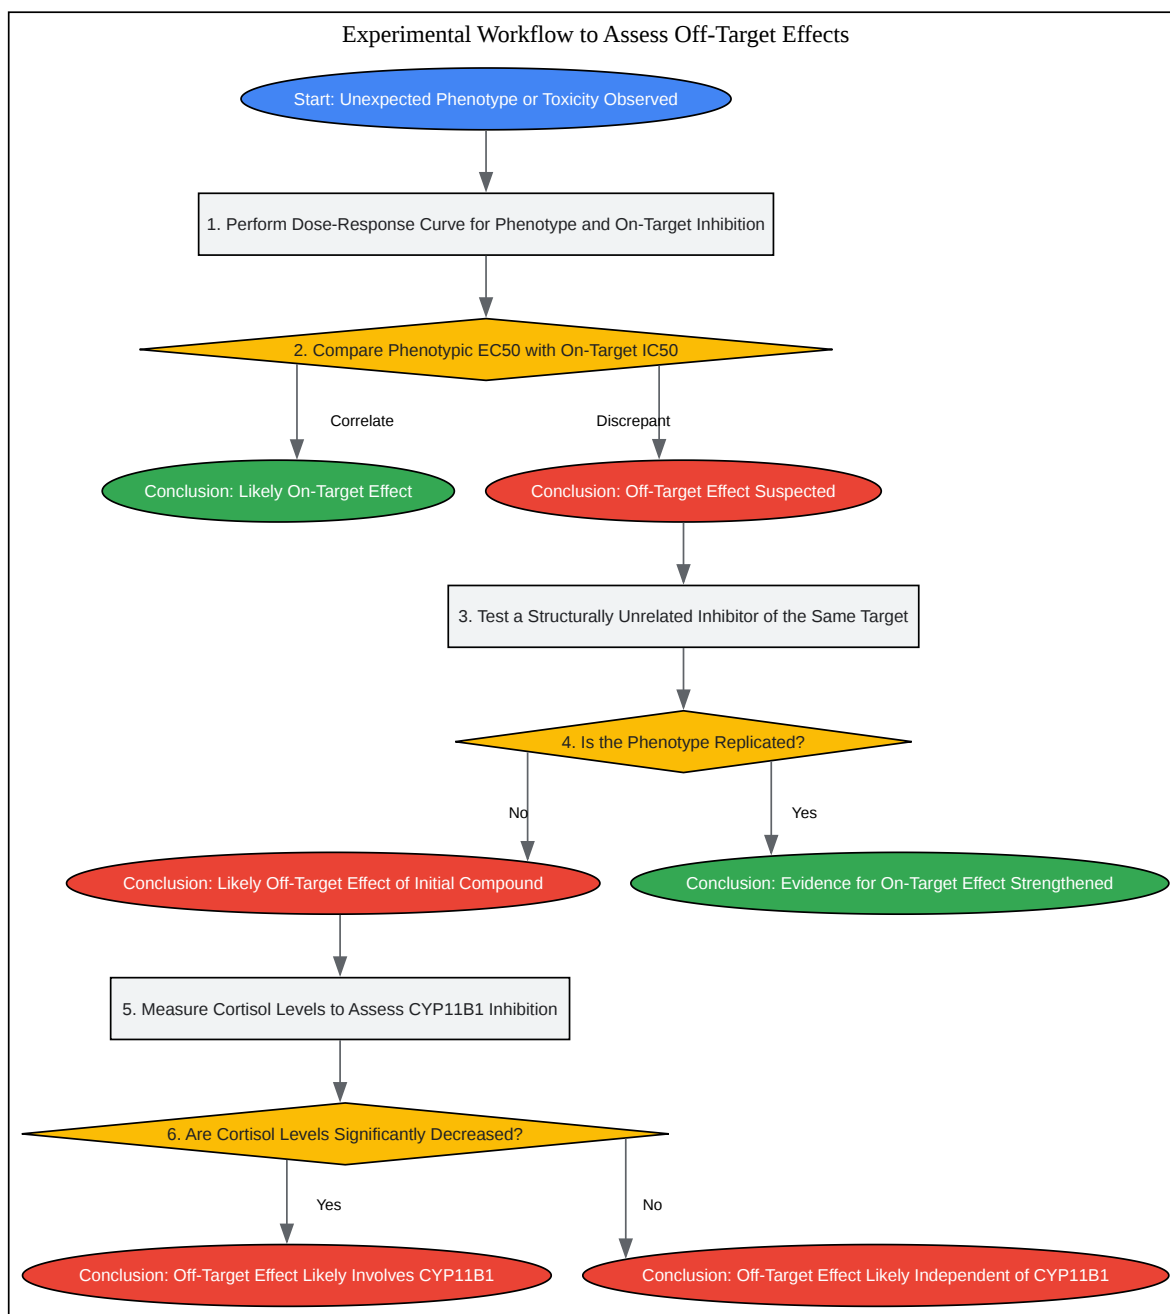 Experimental Workflow to Assess Off-Target Effects
Start: Unexpected Phenotype or Toxicity Observed
1. Perform Dose-Response Curve for Phenotype and On-Target Inhibition
2. Compare Phenotypic EC50 with On-Target IC50
Correlate
Discrepant
Conclusion: Likely On-Target Effect
Conclusion: Off-Target Effect Suspected
3. Test a Structurally Unrelated Inhibitor of the Same Target
4. Is the Phenotype Replicated?
No
Yes
Conclusion: Likely Off-Target Effect of Initial Compound
Conclusion: Evidence for On-Target Effect Strengthened
5. Measure Cortisol Levels to Assess CYP11B1 Inhibition
6. Are Cortisol Levels Significantly Decreased?
Yes
No
Conclusion: Off-Target Effect Likely Involves CYP11B1
Conclusion: Off-Target Effect Likely Independent of CYP11B1